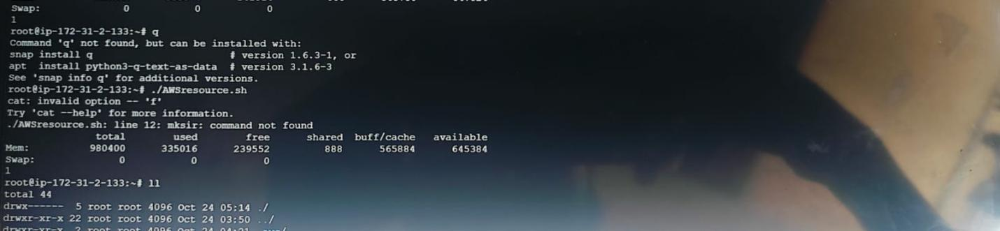 Swap: 0 0 0
1
root@ip-172-31-2-133:~# q
Command 'q' not found, but can be installed with:
snap install q # version 1.6.3-1, or
apt install python3-q-text-as-data # version 3.1.6-3
See 'snap info q' for additional versions.
root@ip-172-31-2-133:~# ./AWSresource.sh
cat: invalid option -- 'f'
Try 'cat --help' for more information.
./AWSresource.sh: line 12: mksir: command not found
total used free shared buff/cache available
Mem: 980400 335016 239552 888 565884 645384
Swap: 0 0 0
1
root@ip-172-31-2-133:~# ll
total 44
drwx------ 5 root root 4096 Oct 24 05:14 ./
drwxr-xr-x 22 root root 4096 Oct 24 03:50 ../
drwxr-xr-x 2 root root 4096 Oct 24